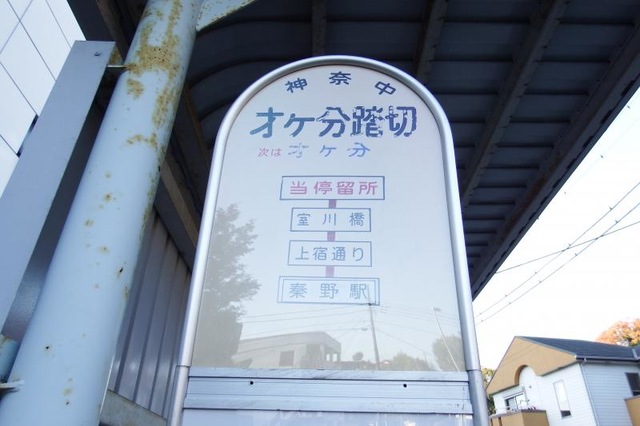 神奈中
オケ分踏切
次は オケ分
当停留所
室川橋
上宿通り
秦野駅